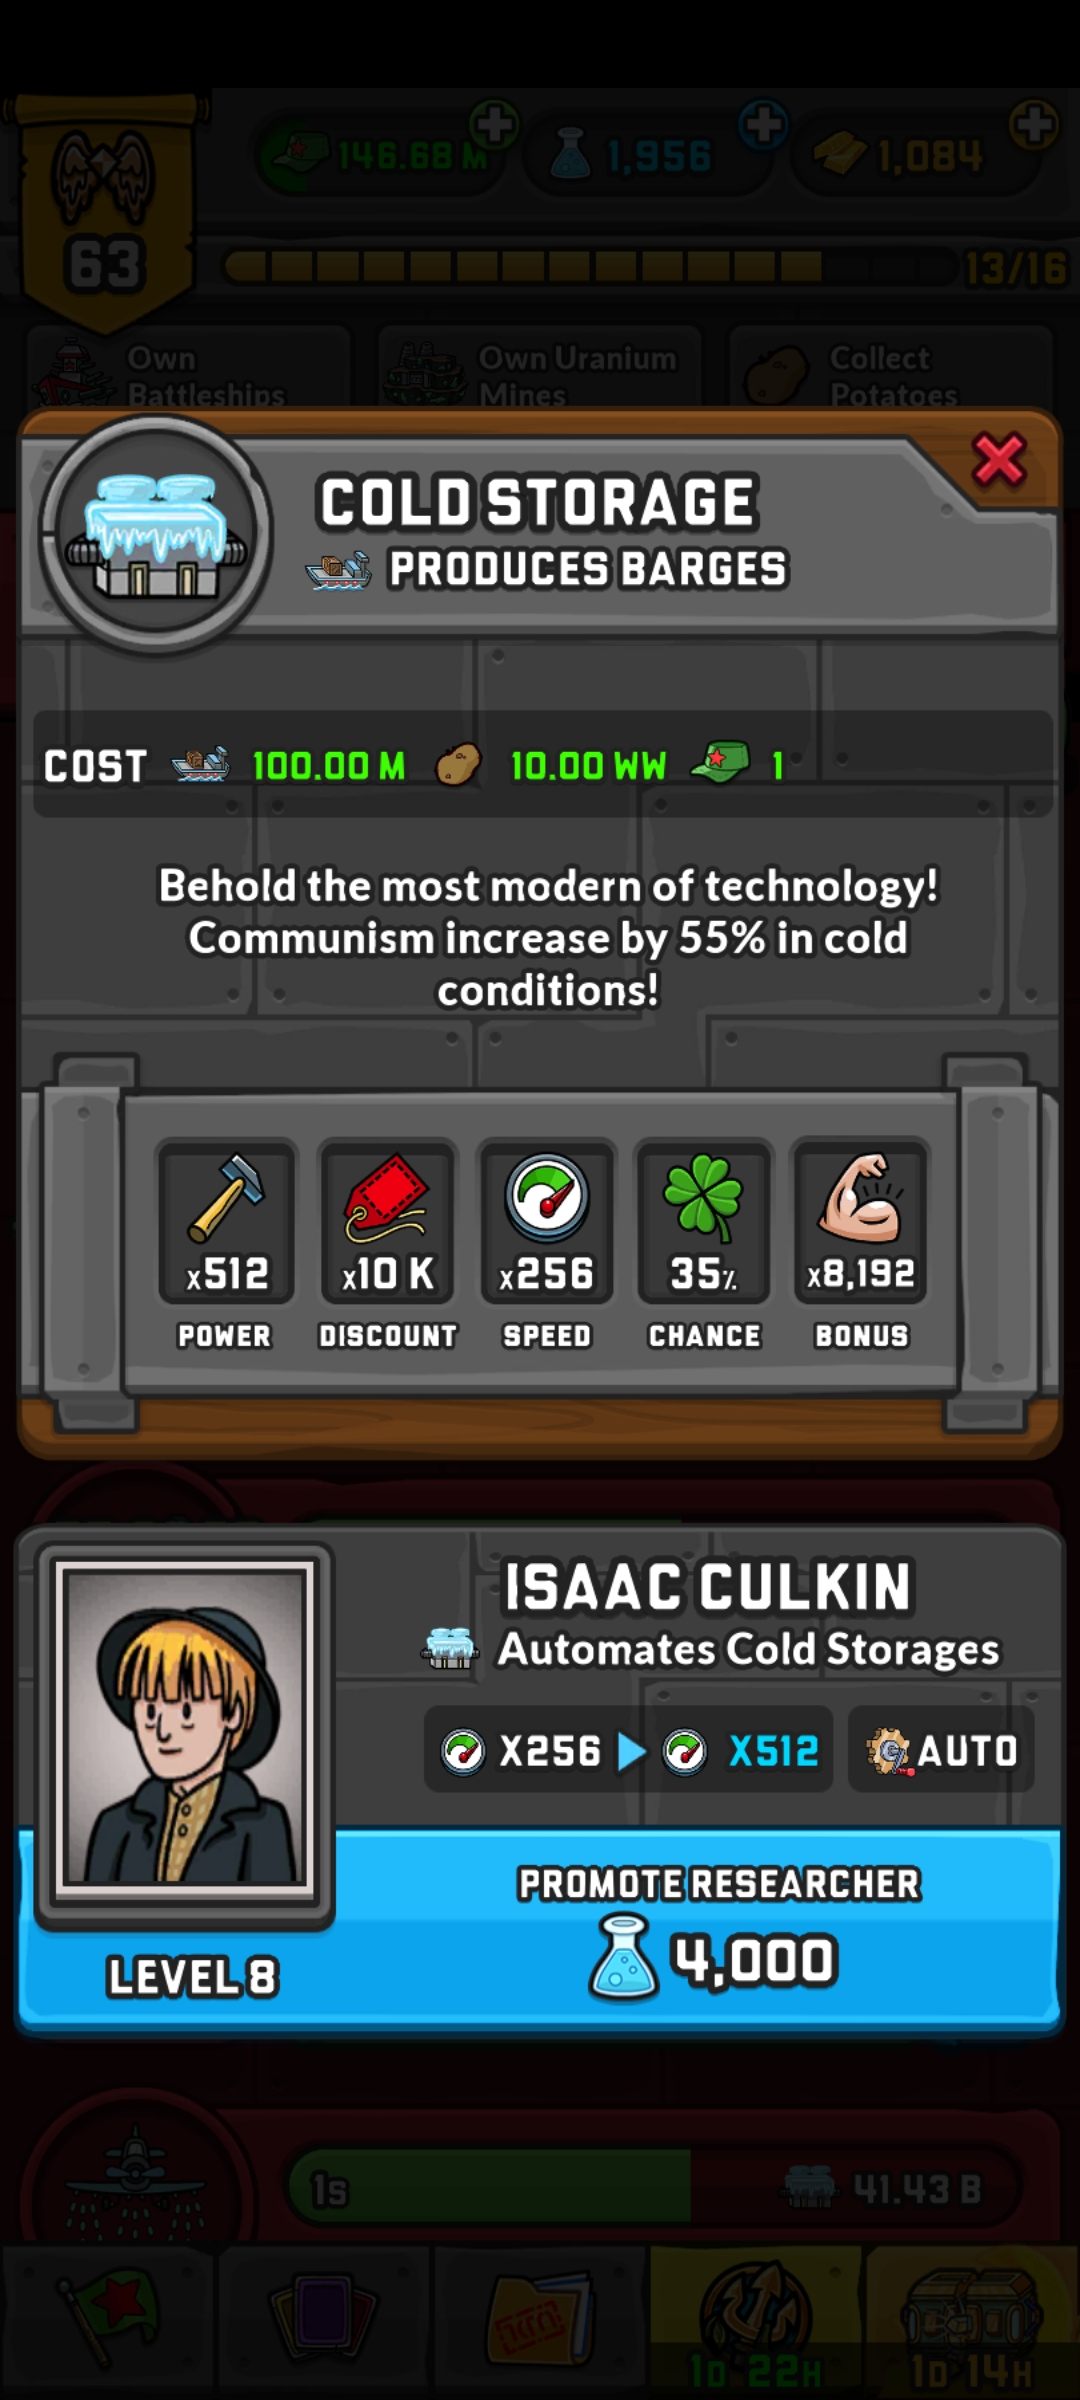 146.68 M
1,956
1,084
63
13/16
Own
Battleships
Own Uranium
Mines
Collect
Potatoes
COLD STORAGE
PRODUCES BARGES
COST 100.00 M 10.00 WW 1
Behold the most modern of technology!
Communism increase by 55% in cold
conditions!
x512
x10 K
x256
35%
x8,192
POWER
DISCOUNT
SPEED
CHANCE
BONUS
ISAAC CULKIN
Automates Cold Storages
X256
X512
AUTO
PROMOTE RESEARCHER
4,000
LEVEL 8
1s
41.43 B
1D 22H
1D 14H